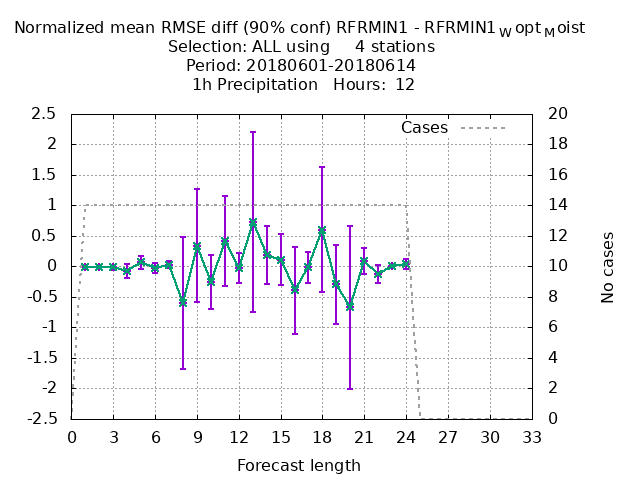 Normalized mean RMSE diff (90% conf) RFRMIN1 - RFRMIN1WoptMoist
Selection: ALL using 4 stations
Period: 20180601-20180614
1h Precipitation Hours: 12
Cases
2.5
2
1.5
1
0.5
0
-0.5
-1
-1.5
-2
-2.5
20
18
16
14
12
10
8
6
4
2
0
No cases
0 3 6 9 12 15 18 21 24 27 30 33
Forecast length